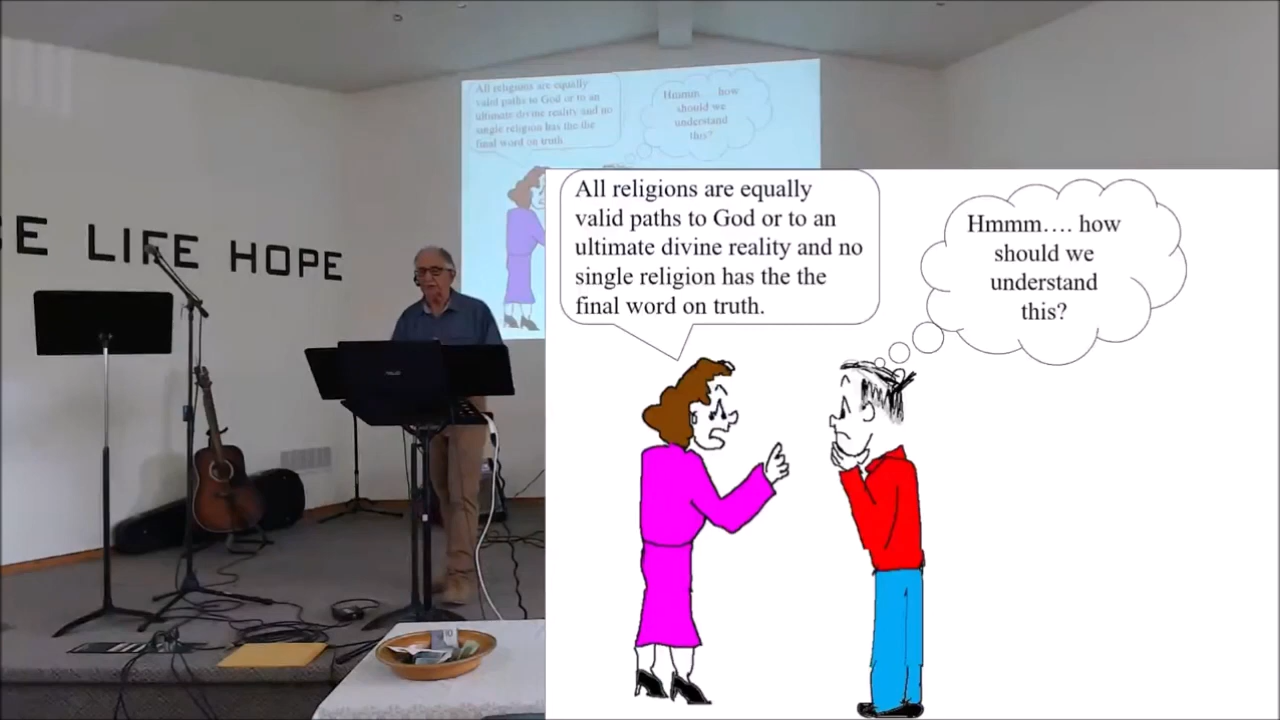 All religions are equally
valid paths to God or to an
ultimate divine reality and no
single religion has the the
final word on truth
Hmmm.... how
should we
understand
this?
E LIFE HOPE
All religions are equally
valid paths to God or to an
ultimate divine reality and no
single religion has the the
final word on truth.
Hmmm…. how
should we
understand
this?